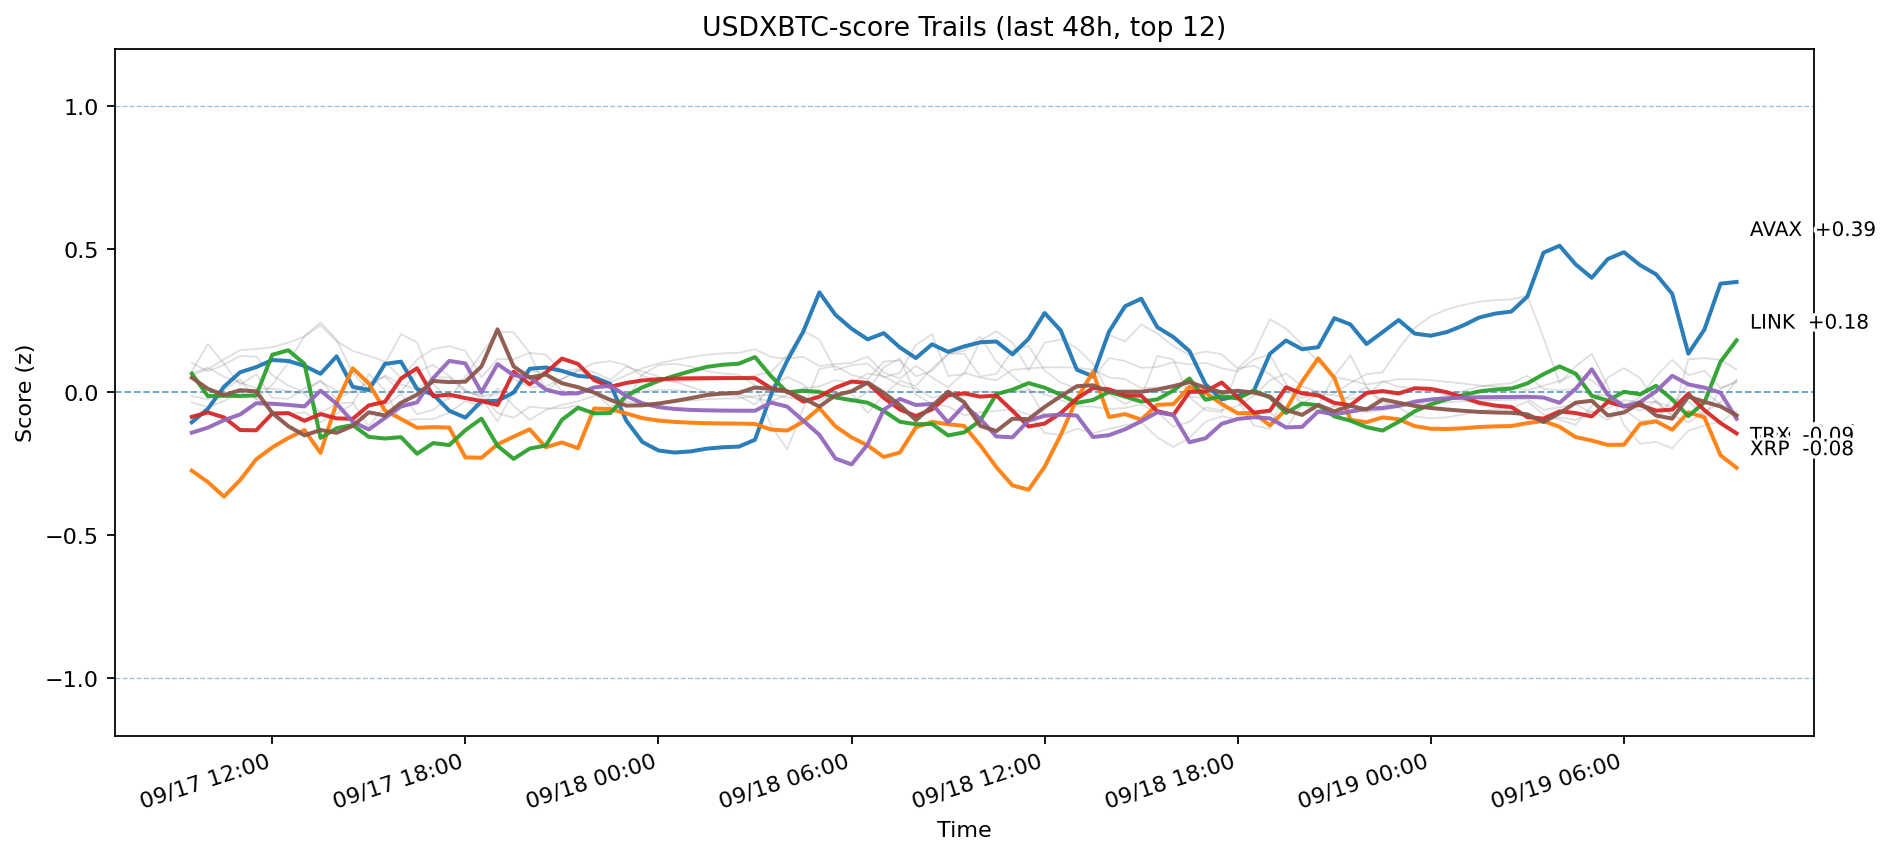 USDXBTC-score Trails (last 48h, top 12)
Score (z)
1.0
0.5
0.0
−0.5
−1.0
AVAX +0.39
LINK +0.18
TRX -0.09
XRP -0.08
09/17 12:00
09/17 18:00
09/18 00:00
09/18 06:00
09/18 12:00
09/18 18:00
09/19 00:00
09/19 06:00
Time